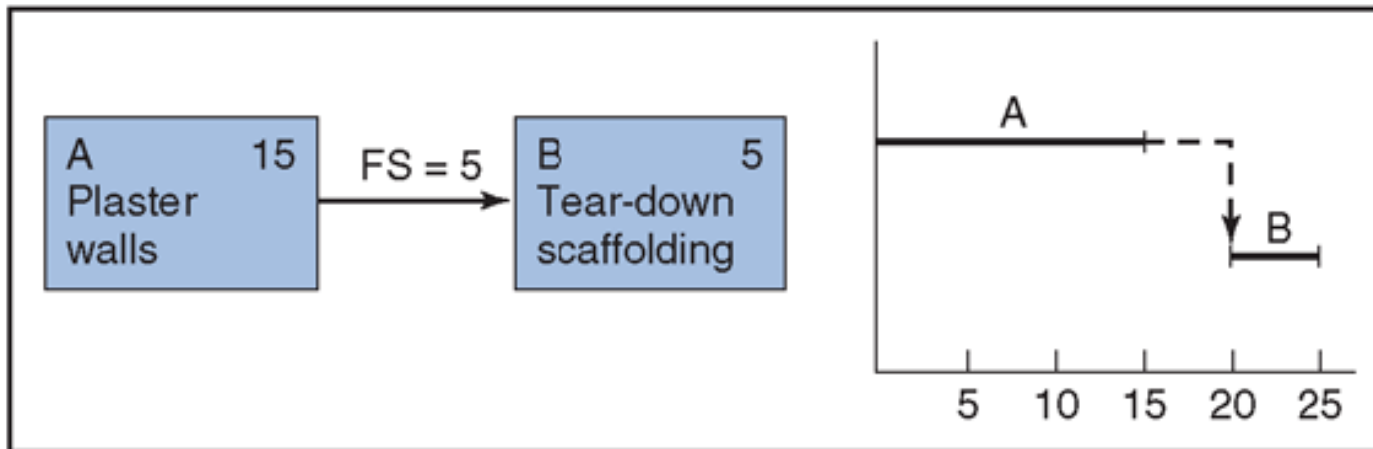 A 15
Plaster
walls
FS = 5
B 5
Tear-down
scaffolding
A
B
5 10 15 20 25